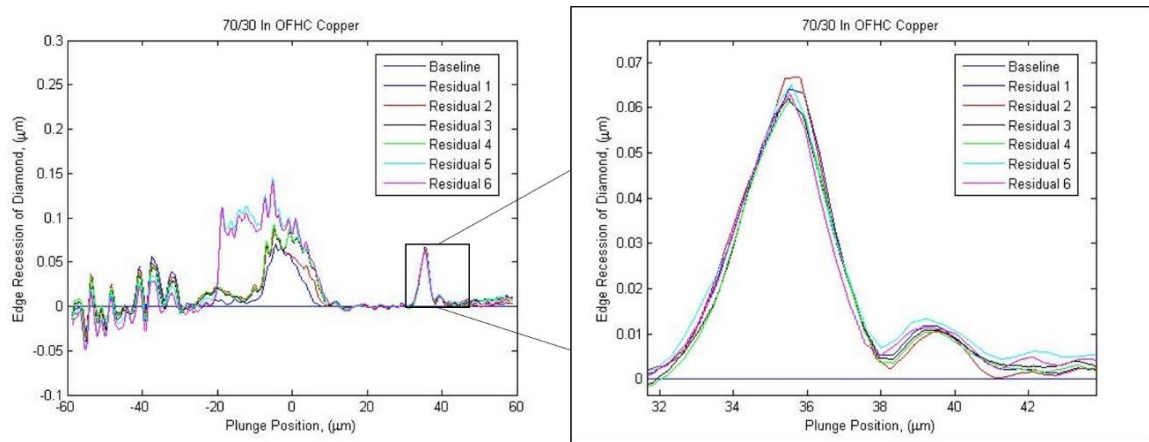 70/30 In OFHC Copper
0.3
0.25
0.2
0.15
0.1
0.05
0
-0.05
-0.1
Edge Recession of Diamond, (μm)
-60
-40
-20
0
20
40
60
Plunge Position, (μm)
Baseline
Residual 1
Residual 2
Residual 3
Residual 4
Residual 5
Residual 6
70/30 In OFHC Copper
0.07
0.06
0.05
0.04
0.03
0.02
0.01
0
Edge Recession of Diamond, (μm)
32
34
36
38
40
42
Plunge Position, (μm)
Baseline
Residual 1
Residual 2
Residual 3
Residual 4
Residual 5
Residual 6